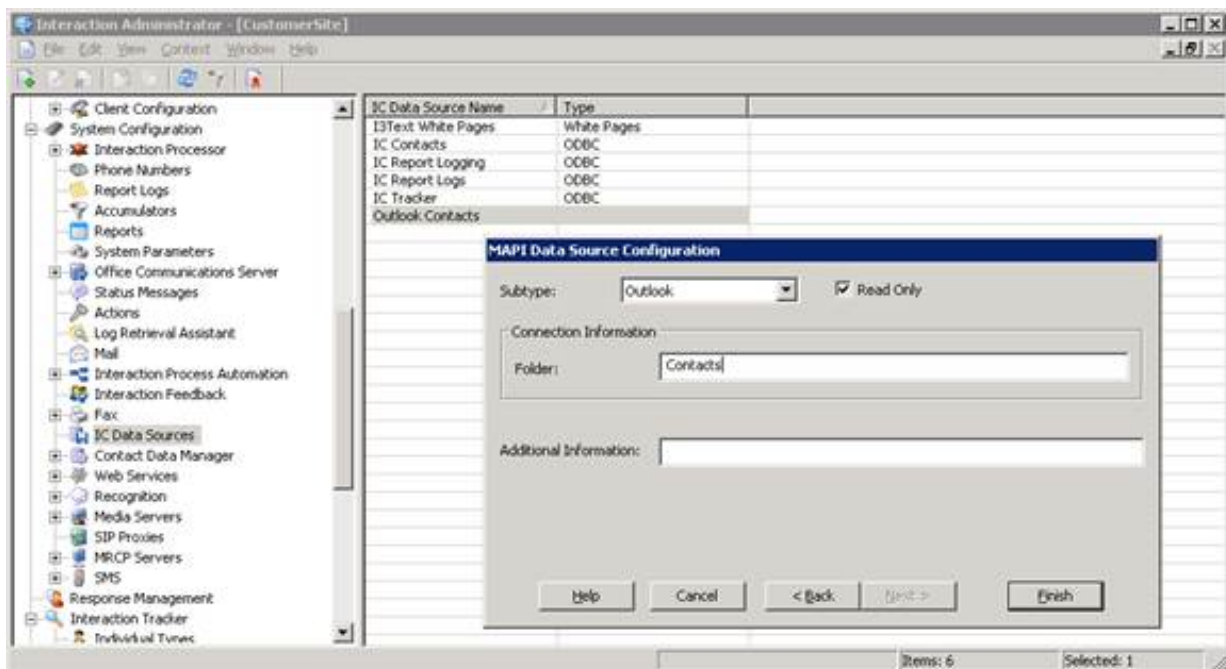 Interaction Administrator - [CustomerSite]
File Edit View Context Window Help
Client Configuration
System Configuration
Interaction Processor
Phone Numbers
Report Logs
Accumulators
Reports
System Parameters
Office Communications Server
Status Messages
Actions
Log Retrieval Assistant
Mail
Interaction Process Automation
Interaction Feedback
Fax
IC Data Sources
Contact Data Manager
Web Services
Recognition
Media Servers
SIP Proxies
MRCP Servers
SMS
Response Management
Interaction Tracker
Individual Types
IC Data Source Name Type
I3Text White Pages White Pages
IC Contacts ODBC
IC Report Logging ODBC
IC Report Logs ODBC
IC Tracker ODBC
Outlook Contacts
MAPI Data Source Configuration
Subtype: Outlook Read Only
Connection Information
Folder: Contacts
Additional Information:
Help Cancel < Back Next > Finish
Items: 6 Selected: 1